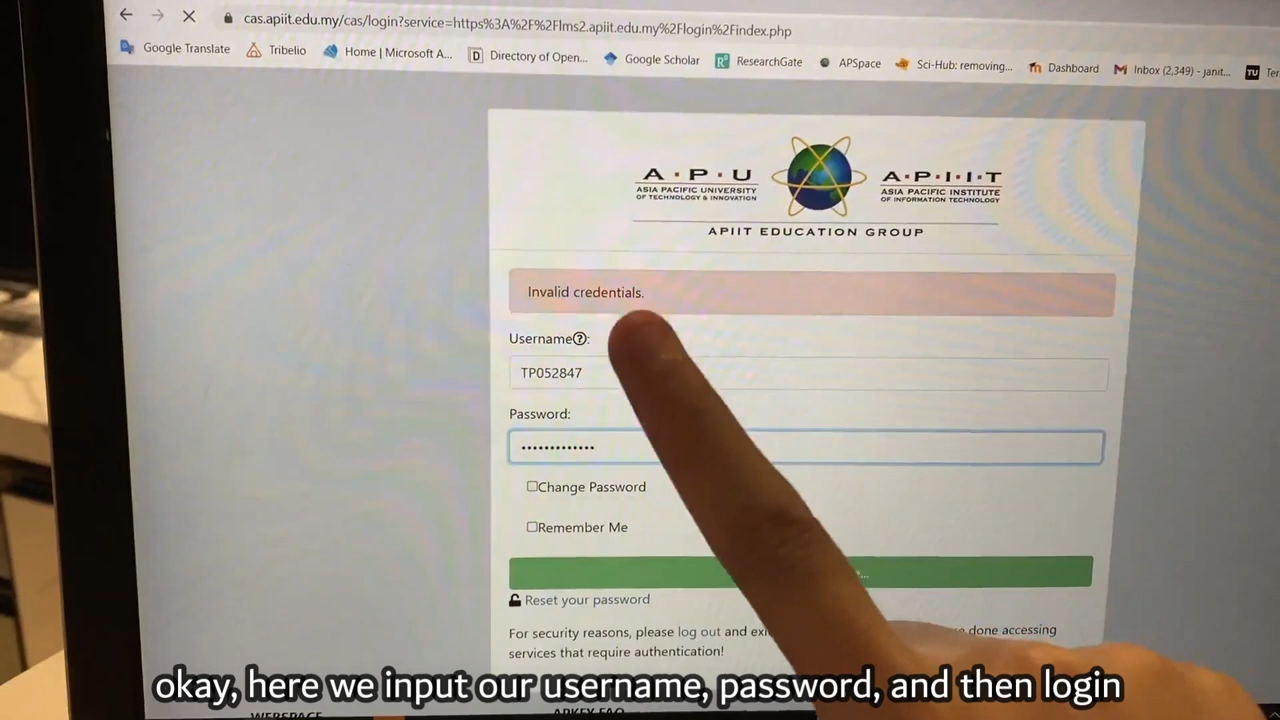 cas.apiit.edu.my/cas/login?service=https%3A%2F%2Flms2.apiit.edu.my%2Flogin%2Findex.php
Google Translate Tribelio Home | Microsoft A... Directory of Open... Google Scholar ResearchGate APSpace Sci-Hub: removing... Dashboard Inbox (2,349) - janit... TU
A·P·U A·P·I·I·T
ASIA PACIFIC UNIVERSITY ASIA PACIFIC INSTITUTE
OF TECHNOLOGY & INNOVATION OF INFORMATION TECHNOLOGY
APIIT EDUCATION GROUP
Invalid credentials.
Username?:
TP052847
Password:
Change Password
Remember Me
Reset your password
For security reasons, please log out and done accessing
services that require authentication!
okay, here we input our username, password, and then login
WEBSPACE APKEY FAQ